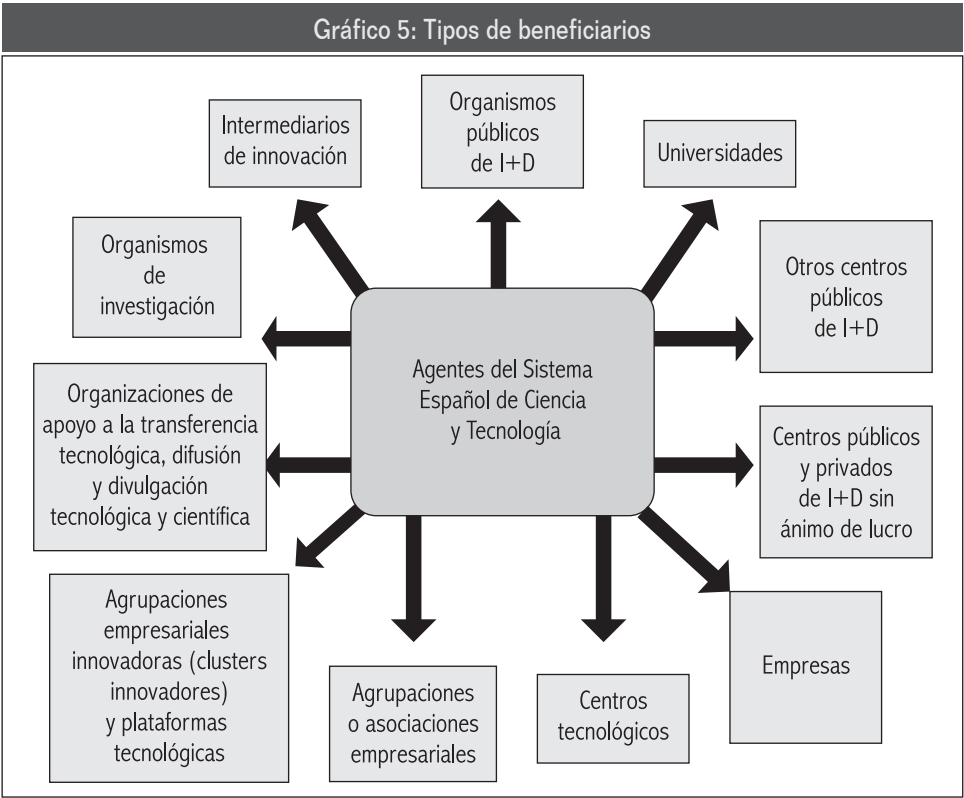 Gráfico 5: Tipos de beneficiarios
Intermediarios
de innovación
Organismos
públicos
de I+D
Universidades
Organismos
de
investigación
Otros centros
públicos
de I+D
Agentes del Sistema
Español de Ciencia
y Tecnología
Organizaciones de
apoyo a la transferencia
tecnológica, difusión
y divulgación
tecnológica y científica
Centros públicos
y privados
de I+D sin
ánimo de lucro
Agrupaciones
empresariales
innovadoras (clusters
innovadores)
y plataformas
tecnológicas
Agrupaciones
o asociaciones
empresariales
Centros
tecnológicos
Empresas